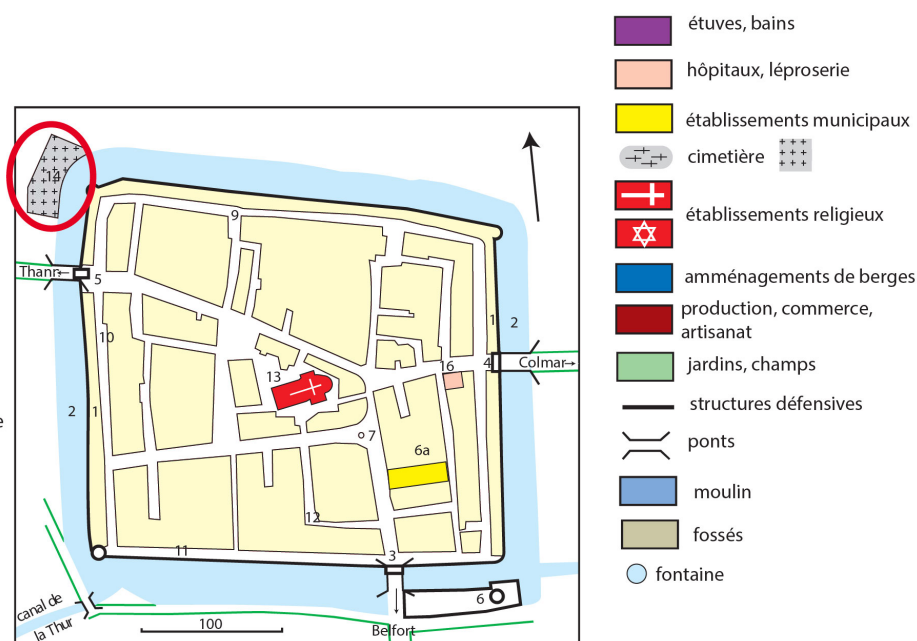 14
9
Thann←
5
10
1
2
4
Colmar→
2
1
13
16
7
6a
12
11
3
6
canal de
la Thur
100
Belfort
e
étuves, bains
hôpitaux, léproserie
établissements municipaux
cimetière
établissements religieux
amménagements de berges
production, commerce,
artisanat
jardins, champs
structures défensives
ponts
moulin
fossés
fontaine